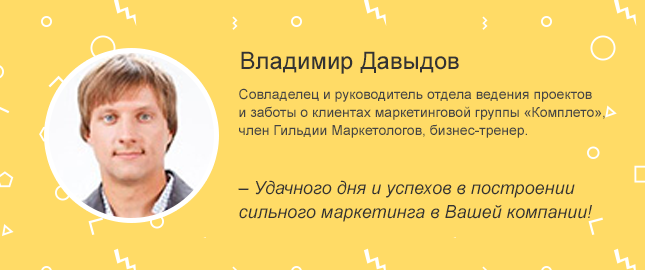 Владимир Давыдов
Совладелец и руководитель отдела ведения проектов
и заботы о клиентах маркетинговой группы «Комплето»,
член Гильдии Маркетологов, бизнес-тренер.
– Удачного дня и успехов в построении
сильного маркетинга в Вашей компании!